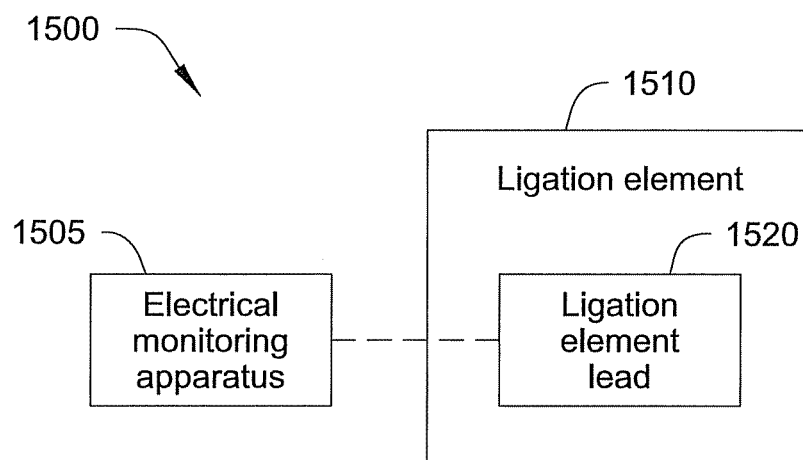 1500
1510
Ligation element
1505
1520
Electrical
monitoring
apparatus
Ligation
element
lead